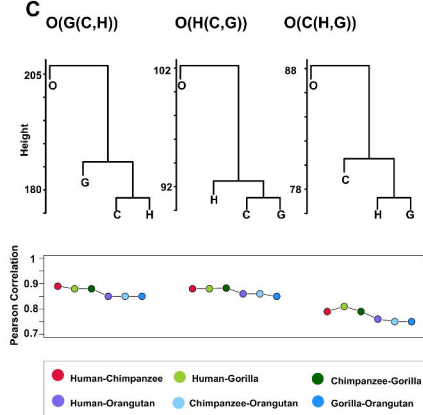 C
O(G(C,H)) O(H(C,G)) O(C(H,G))
205 102 88
O O O
Height
G H C
180 92 78
C H C G H G
Pearson Correlation
1
0.9
0.8
0.7
Human-Chimpanzee Human-Gorilla Chimpanzee-Gorilla
Human-Orangutan Chimpanzee-Orangutan Gorilla-Orangutan